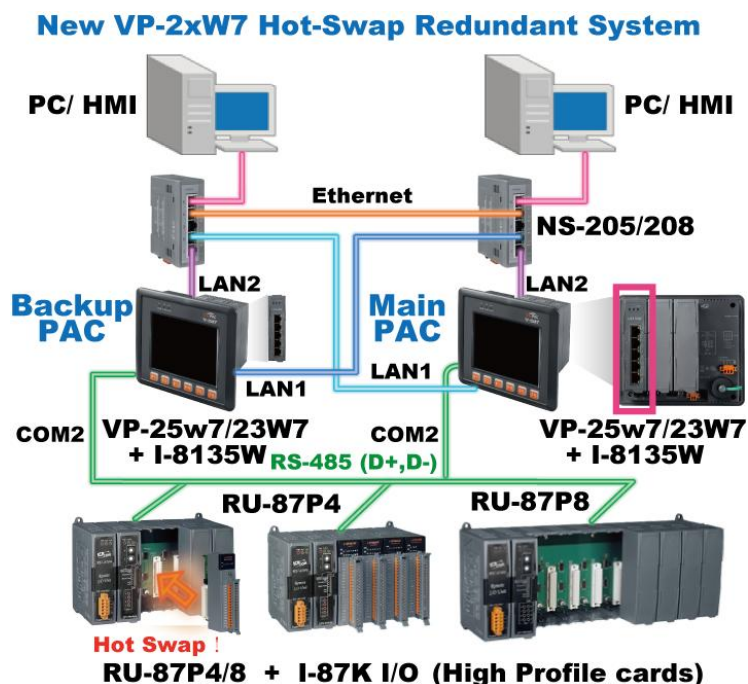 New VP-2xW7 Hot-Swap Redundant System
PC/ HMI
PC/ HMI
Ethernet
NS-205/208
LAN2
LAN2
Backup
PAC
Main
PAC
LAN1
LAN1
COM2
VP-25w7/23W7
+ I-8135W
COM2
VP-25w7/23W7
+ I-8135W
RS-485 (D+,D-)
RU-87P4
RU-87P8
Hot Swap !
RU-87P4/8 + I-87K I/O (High Profile cards)